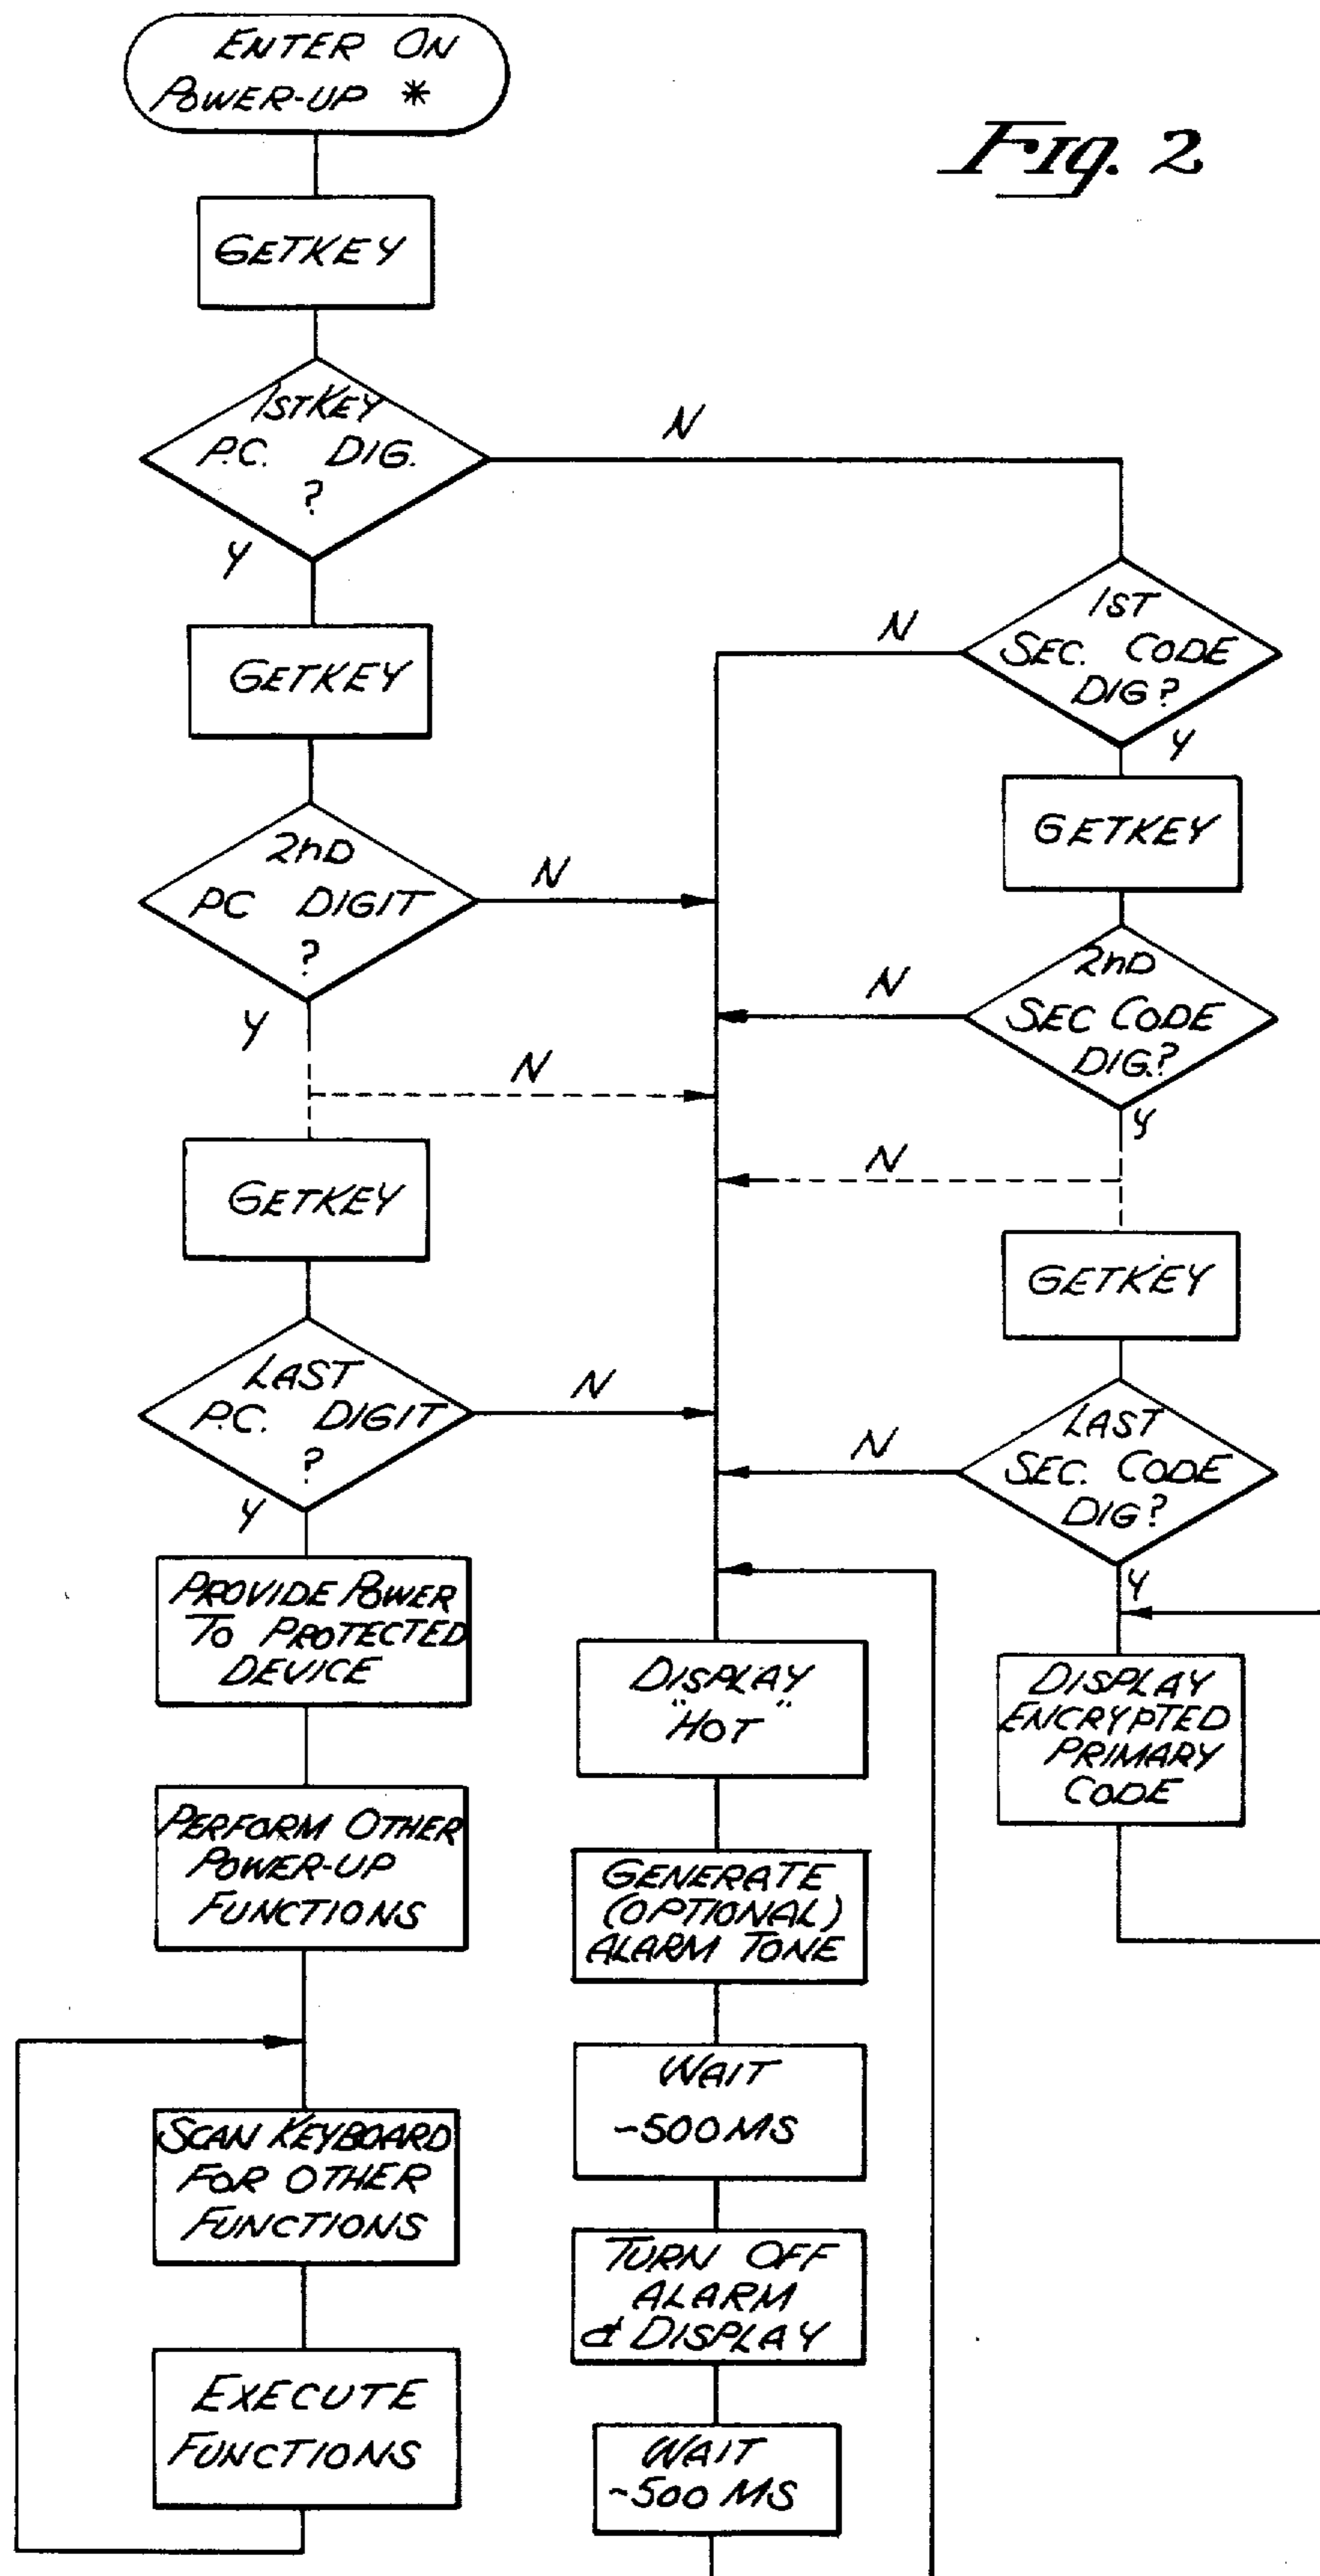 ENTER ON
POWER-UP *
Fig. 2
GETKEY
1ST KEY
P.C. DIG.
?
N
Y
GETKEY
1ST
SEC. CODE
DIG?
N
Y
GETKEY
2ND
PC DIGIT
?
N
Y
2ND
SEC CODE
DIG.?
N
Y
N
N
GETKEY
GETKEY
LAST
P.C. DIGIT
?
N
Y
LAST
SEC. CODE
DIG?
N
Y
PROVIDE POWER
TO PROTECTED
DEVICE
DISPLAY
"HOT"
DISPLAY
ENCRYPTED
PRIMARY
CODE
PERFORM OTHER
POWER-UP
FUNCTIONS
GENERATE
(OPTIONAL)
ALARM TONE
WAIT
~500MS
SCAN KEYBOARD
FOR OTHER
FUNCTIONS
TURN OFF
ALARM
& DISPLAY
EXECUTE
FUNCTIONS
WAIT
~500 MS